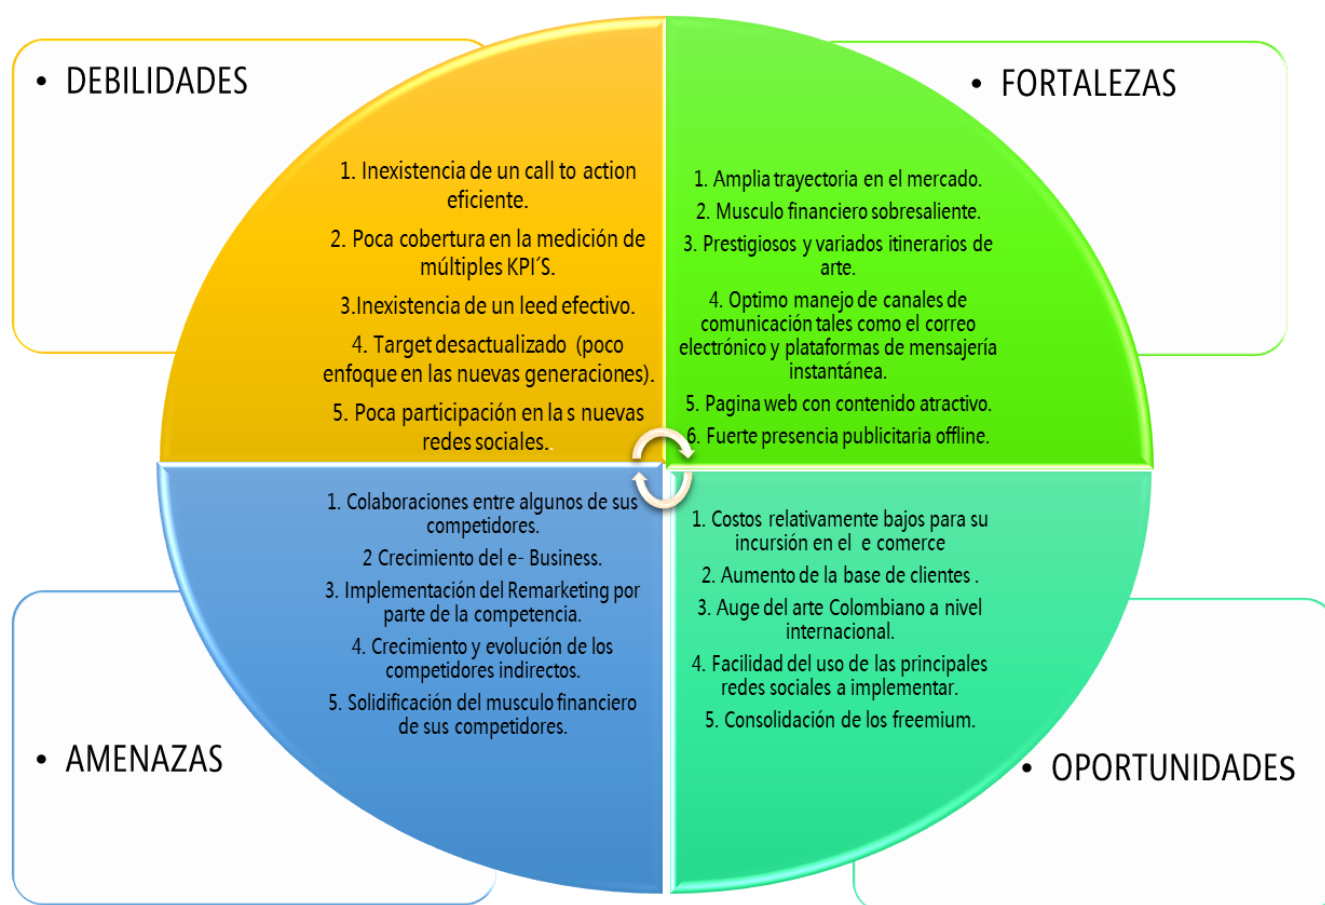 • DEBILIDADES
1. Inexistencia de un call to action
eficiente.
2. Poca cobertura en la medición de
múltiples KPI´S.
3.Inexistencia de un leed efectivo.
4. Target desactualizado (poco
enfoque en las nuevas generaciones).
5. Poca participación en la s nuevas
redes sociales..
• FORTALEZAS
1. Amplia trayectoria en el mercado.
2. Musculo financiero sobresaliente.
3. Prestigiosos y variados itinerarios de
arte.
4. Optimo manejo de canales de
comunicación tales como el correo
electrónico y plataformas de mensajería
instantánea.
5. Pagina web con contenido atractivo.
6. Fuerte presencia publicitaria offline.
• AMENAZAS
1. Colaboraciones entre algunos de sus
competidores.
2 Crecimiento del e- Business.
3. Implementación del Remarketing por
parte de la competencia.
4. Crecimiento y evolución de los
competidores indirectos.
5. Solidificación del musculo financiero
de sus competidores.
• OPORTUNIDADES
1. Costos relativamente bajos para su
incursión en el e comerce
2. Aumento de la base de clientes .
3. Auge del arte Colombiano a nivel
internacional.
4. Facilidad del uso de las principales
redes sociales a implementar.
5. Consolidación de los freemium.